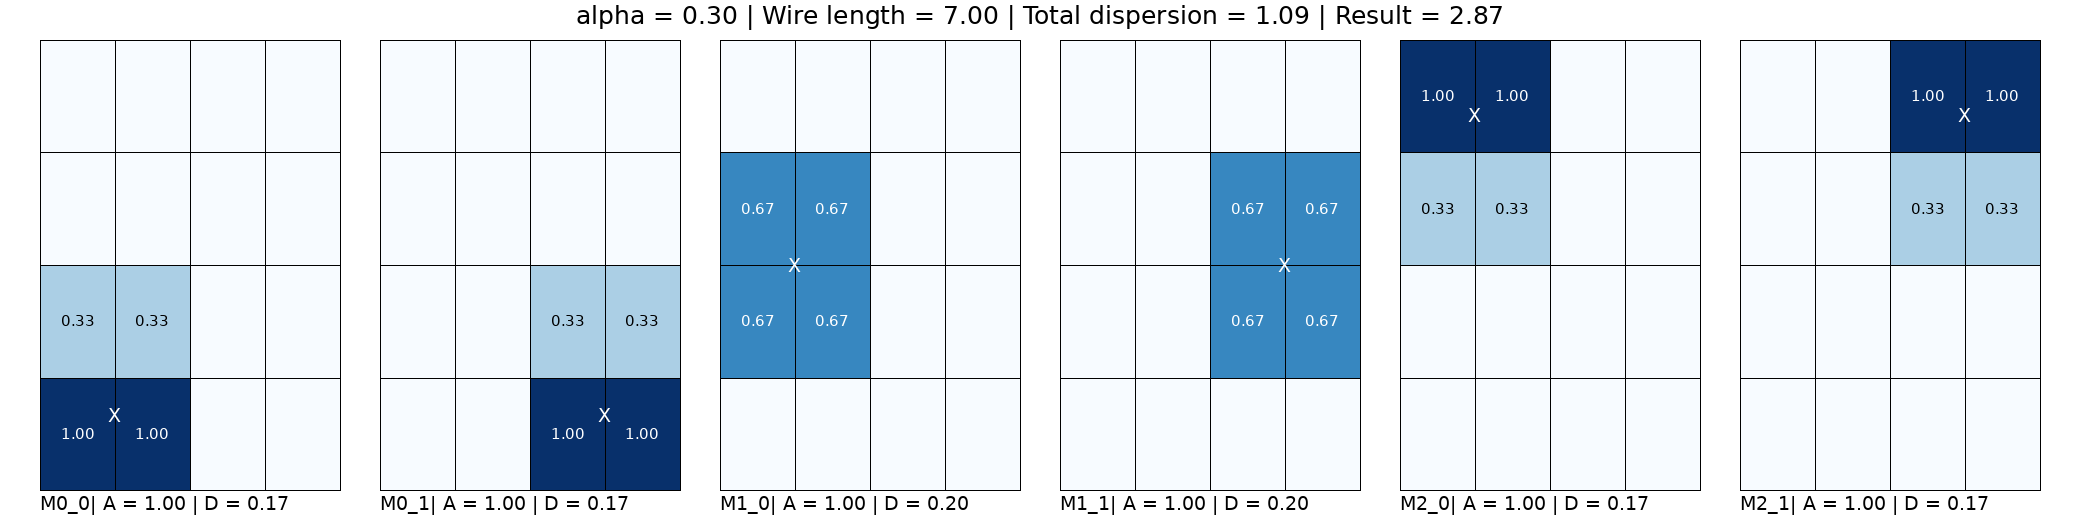 alpha = 0.30 | Wire length = 7.00 | Total dispersion = 1.09 | Result = 2.87
0.33 0.33
X
1.00 1.00
M0_0| A = 1.00 | D = 0.17
0.33 0.33
X
1.00 1.00
M0_1| A = 1.00 | D = 0.17
0.67 0.67
X
0.67 0.67
M1_0| A = 1.00 | D = 0.20
0.67 0.67
X
0.67 0.67
M1_1| A = 1.00 | D = 0.20
1.00 1.00
X
0.33 0.33
M2_0| A = 1.00 | D = 0.17
1.00 1.00
X
0.33 0.33
M2_1| A = 1.00 | D = 0.17